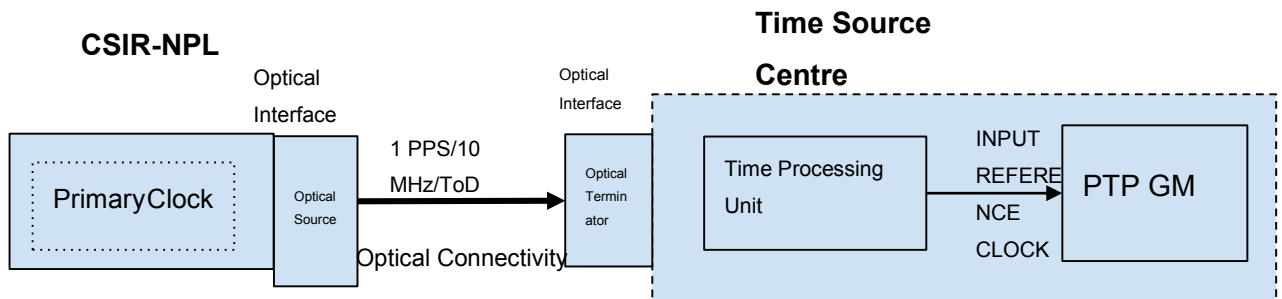 CSIR-NPL
Time Source
Centre
Optical
Interface
Optical
Interface
PrimaryClock
Optical
Source
1 PPS/10
MHz/ToD
Optical Connectivity
Optical
Termin
ator
Time Processing
Unit
INPUT
REFERE
NCE
CLOCK
PTP GM